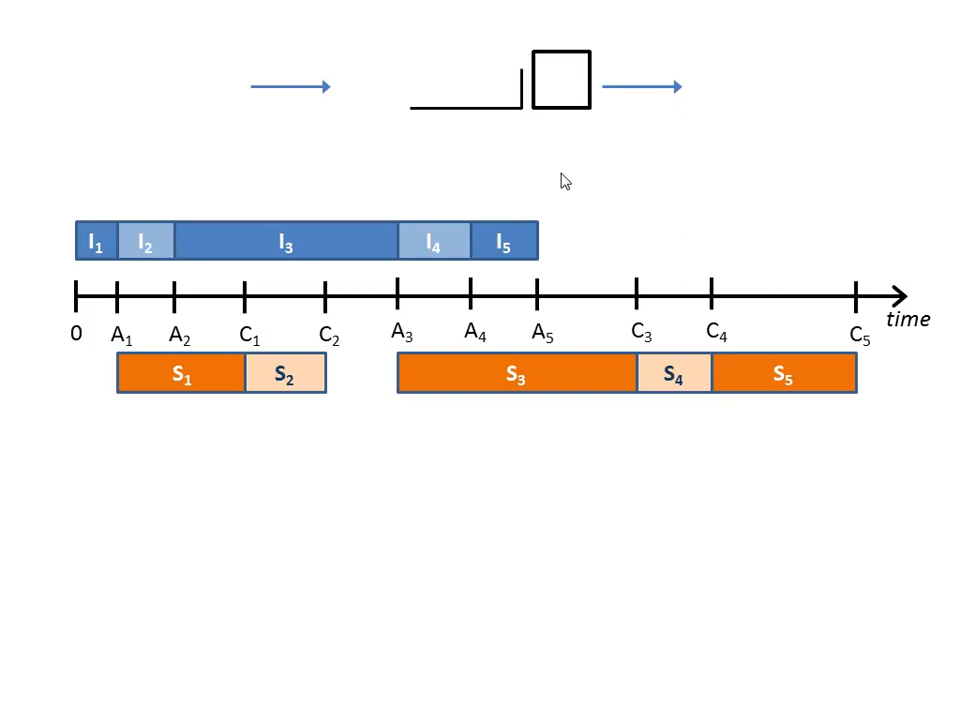 I₁ I₂ I₃ I₄ I₅
0 A₁ A₂ C₁ C₂ A₃ A₄ A₅ C₃ C₄ C₅ time
S₁ S₂ S₃ S₄ S₅